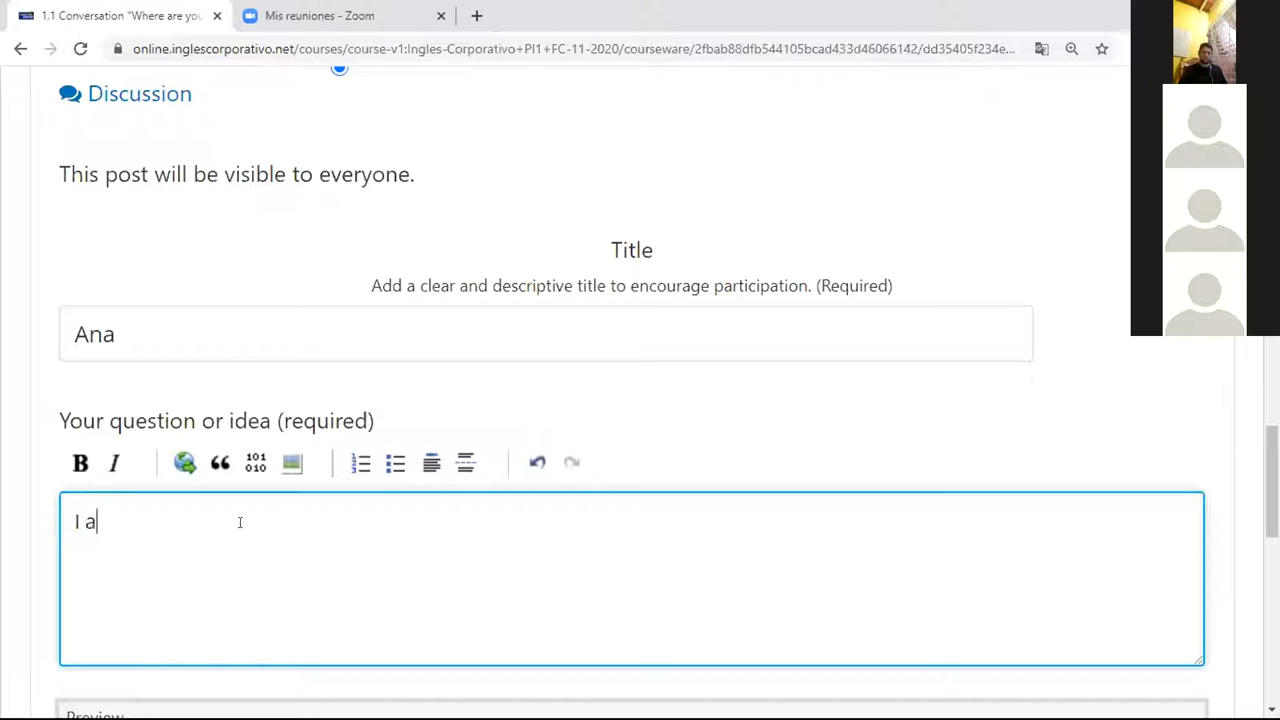 1.1 Conversation "Where are you
Mis reuniones - Zoom
online.inglescorporativo.net/courses/course-v1:Ingles-Corporativo+PI1+FC-11-2020/courseware/2fbab88dfb544105bcad433d46066142/dd35405f234e...
Discussion
This post will be visible to everyone.
Title
Add a clear and descriptive title to encourage participation. (Required)
Ana
Your question or idea (required)
B I 101 010
I a
Preview